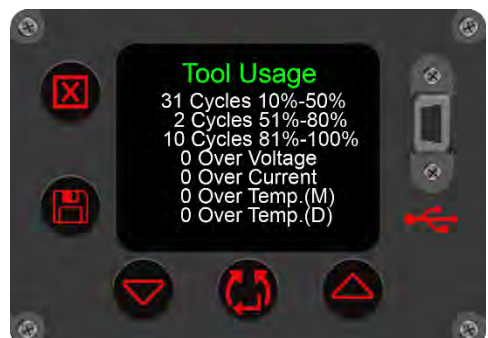 Tool Usage
31 Cycles 10%-50%
2 Cycles 51%-80%
10 Cycles 81%-100%
0 Over Voltage
0 Over Current
0 Over Temp.(M)
0 Over Temp.(D)